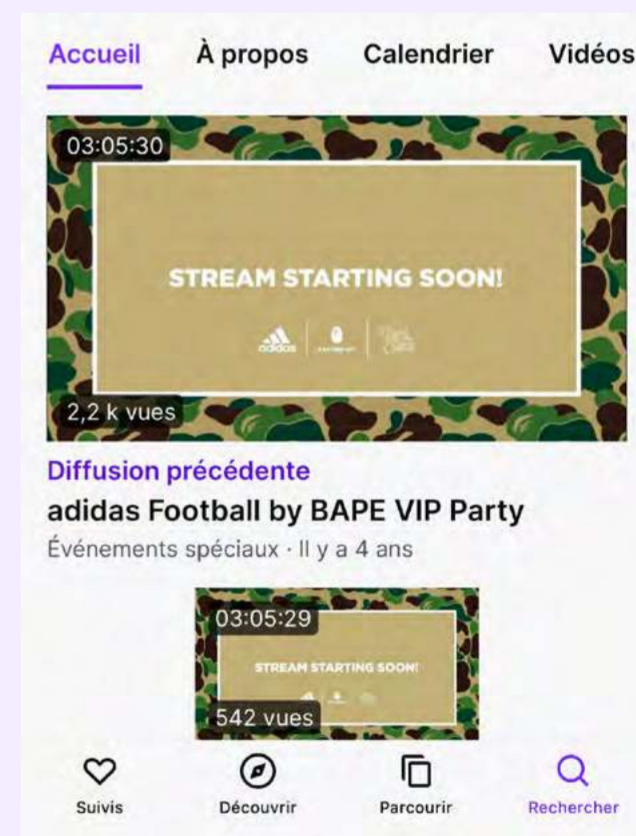 Accueil À propos Calendrier Vidéos
03:05:30
STREAM STARTING SOON!
adidas
2,2 k vues
Diffusion précédente
adidas Football by BAPE VIP Party
Événements spéciaux · Il y a 4 ans
03:05:29
STREAM STARTING SOON!
542 vues
Suivis Découvrir Parcourir Rechercher